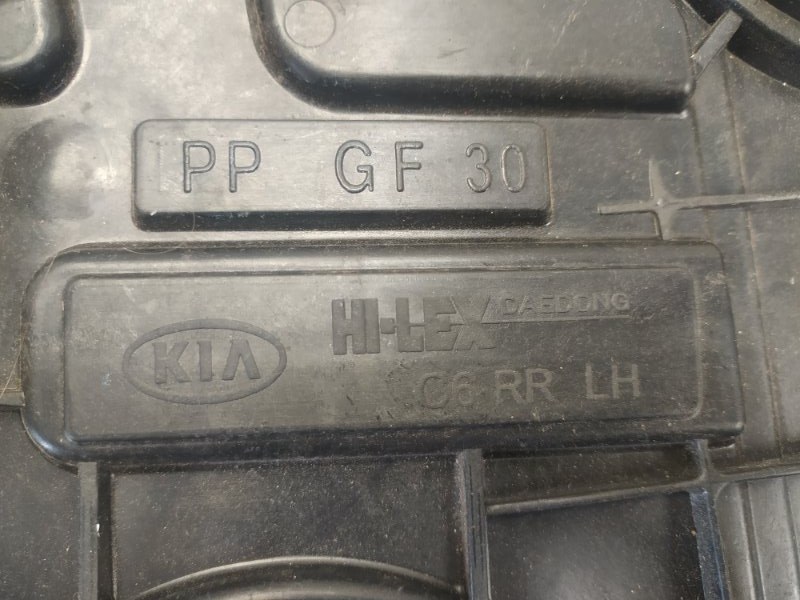 PP GF 30
KIA
HI-LEX DAEDONG
C6 RR LH